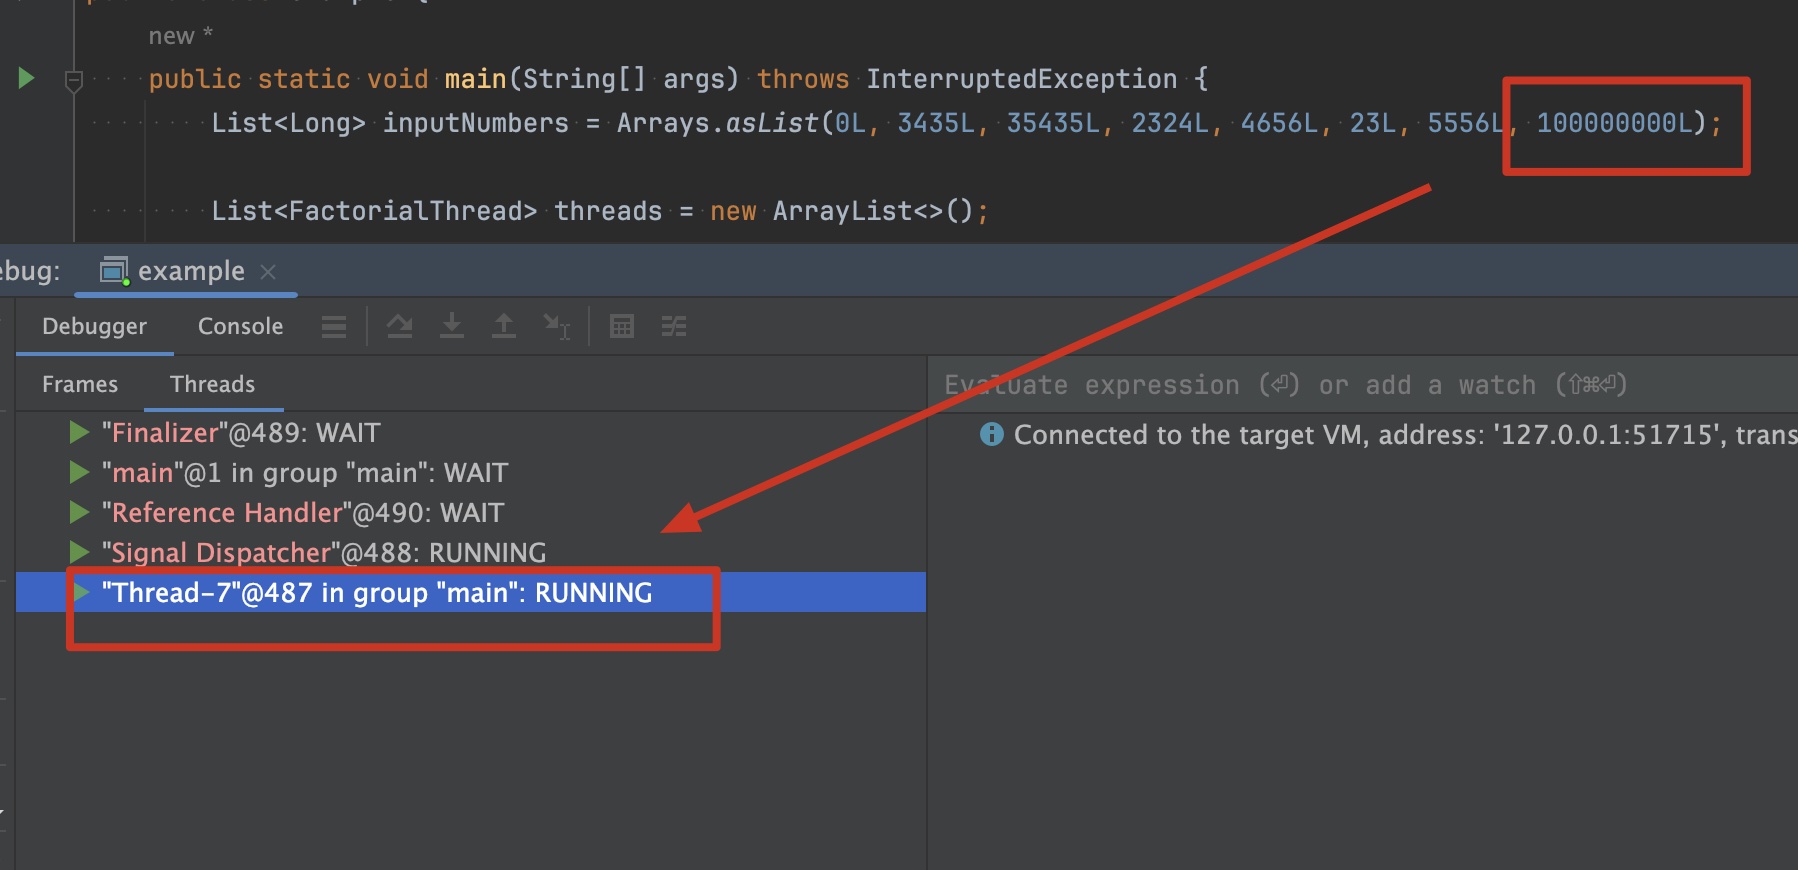 new *
public static void main(String[] args) throws InterruptedException {
List<Long> inputNumbers = Arrays.asList(0L, 3435L, 35435L, 2324L, 4656L, 23L, 5556L, 100000000L);
List<FactorialThread> threads = new ArrayList<>();
ebug: example
Debugger Console
Frames Threads
Evaluate expression (⏎) or add a watch (⇧⌘⏎)
"Finalizer"@489: WAIT
Connected to the target VM, address: '127.0.0.1:51715', trans
"main"@1 in group "main": WAIT
"Reference Handler"@490: WAIT
"Signal Dispatcher"@488: RUNNING
"Thread-7"@487 in group "main": RUNNING